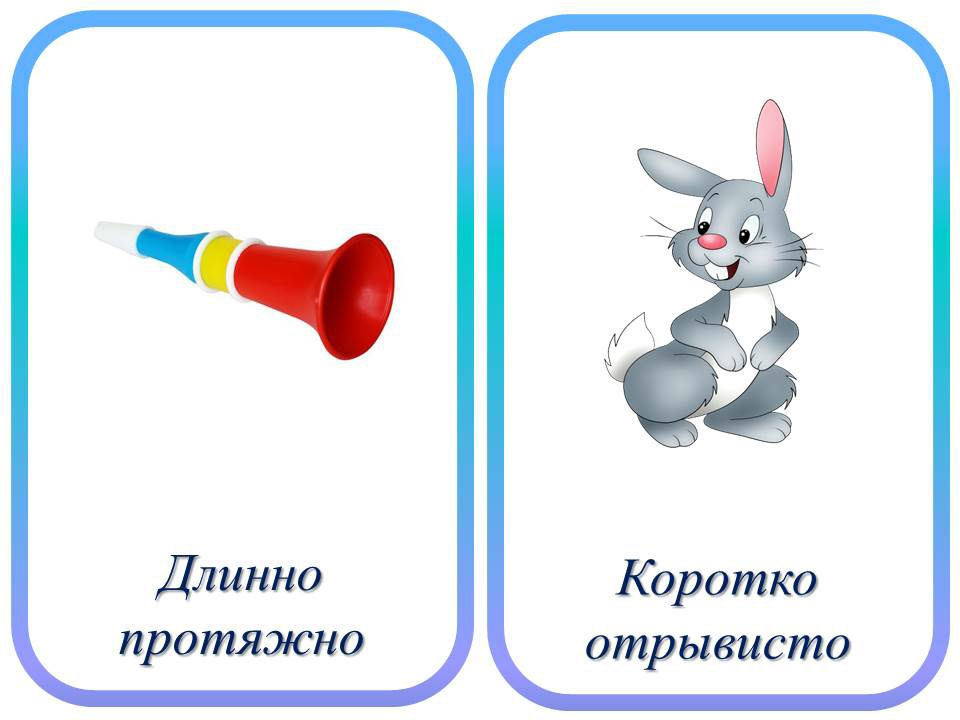 Длинно
протяжно
Коротко
отрывисто